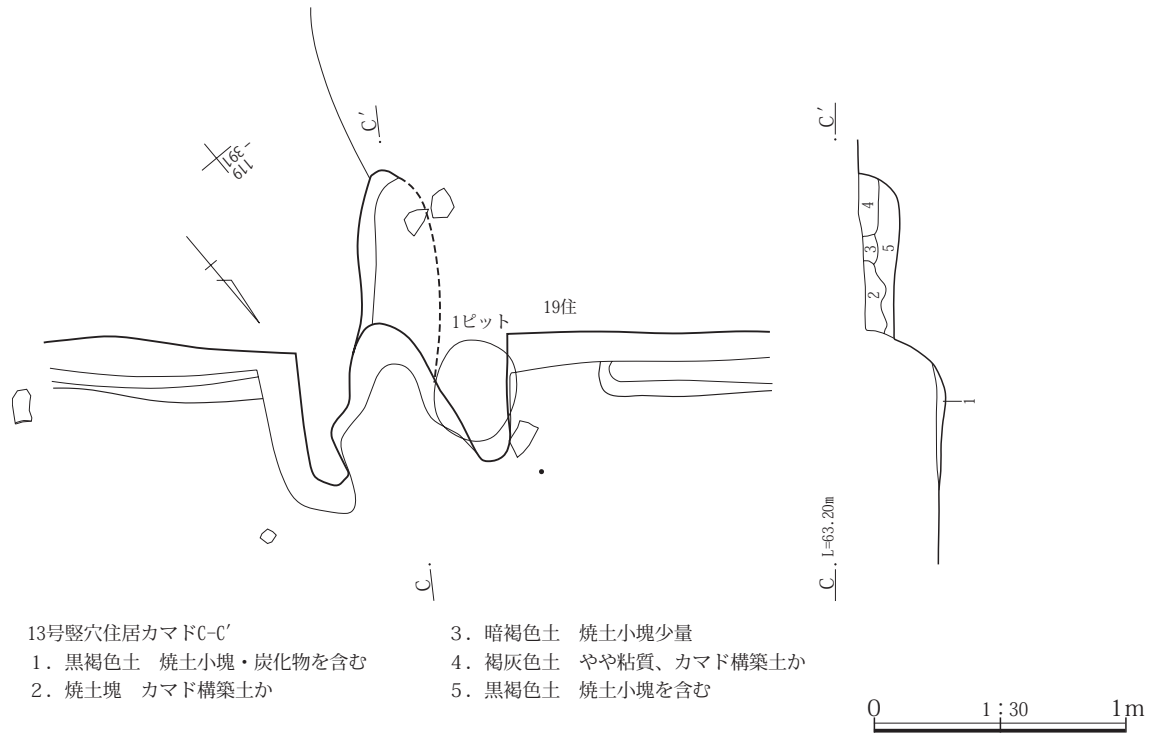 C′
C′
119
-391
19住
1ピット
4
3
5
2
1
L=63.20m
C
C
13号竪穴住居カマドC-C′
1．黒褐色土　焼土小塊・炭化物を含む
2．焼土塊　カマド構築土か
3．暗褐色土　焼土小塊少量
4．褐灰色土　やや粘質、カマド構築土か
5．黒褐色土　焼土小塊を含む
0 1：30 1m